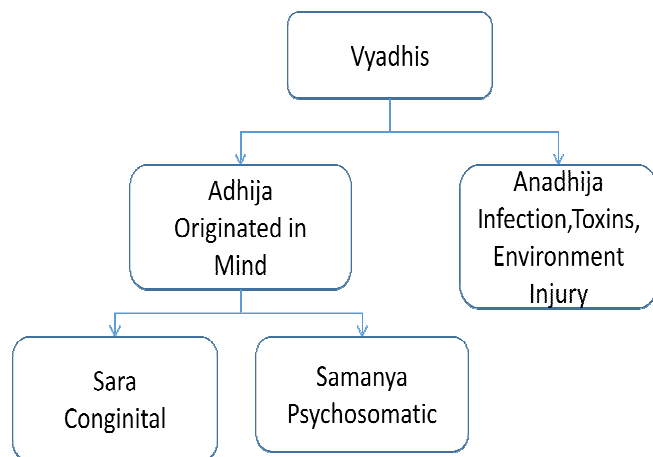 Vyadhis
Adhija
Originated in
Mind
Anadhija
Infection,Toxins,
Environment
Injury
Sara
Conginital
Samanya
Psychosomatic